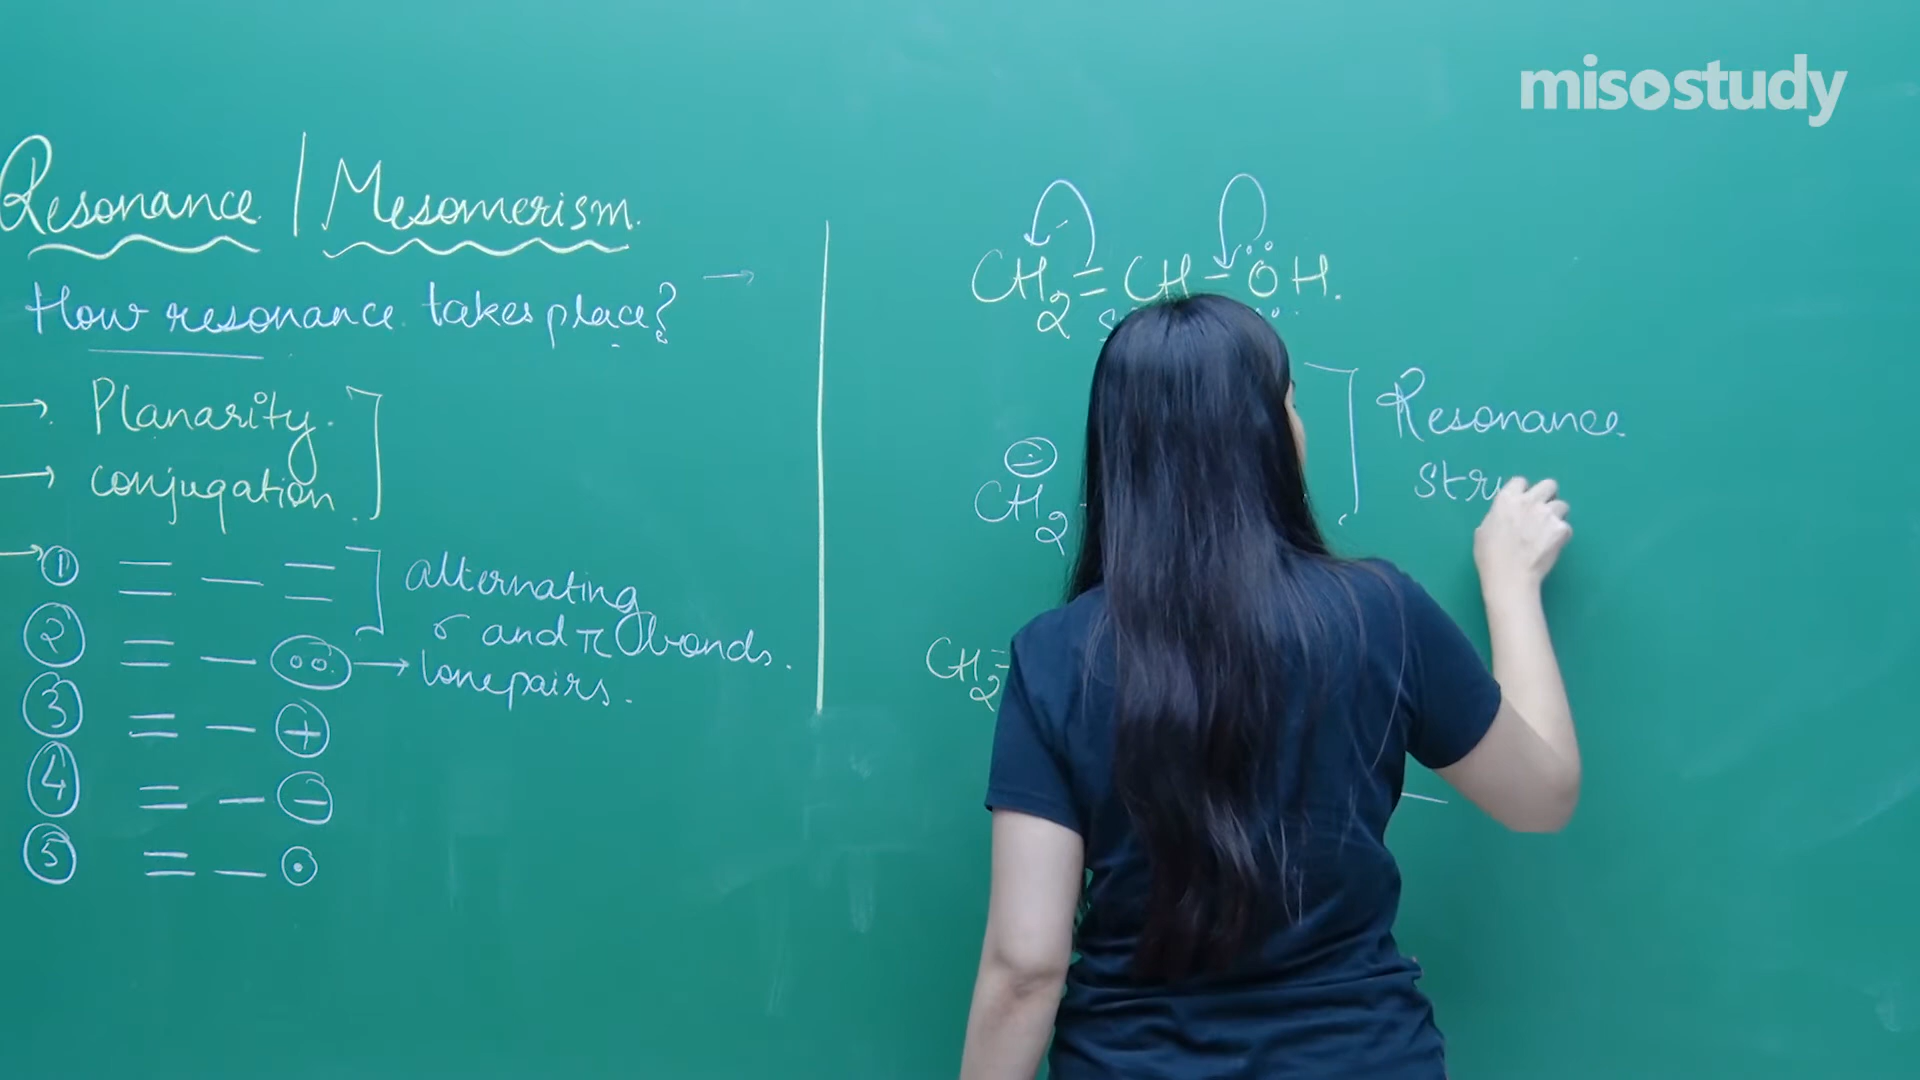 misostudy
Resonance | Mesomerism.
How resonance takes place? →
→ Planarity.
→ conjugation.
→ ① = — =
alternating
σ and π bonds.
② = — ⊙⊙ → lonepairs.
③ = — ⊕
④ = — ⊖
⑤ = — ⊙
CH2 = CH — ÖH.
⊖
CH2
Resonance
CH2